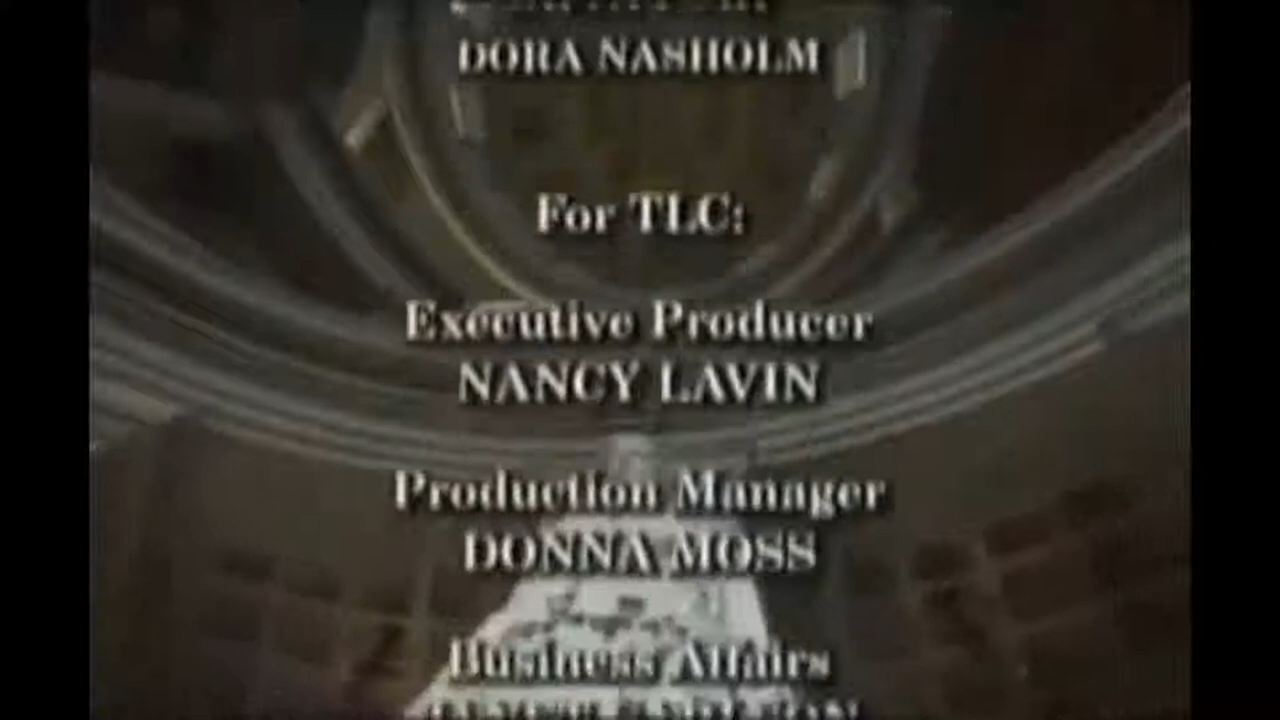 DORA NASHOLM
For TLC:
Executive Producer
NANCY LAVIN
Production Manager
DONNA MOSS
Business Affairs